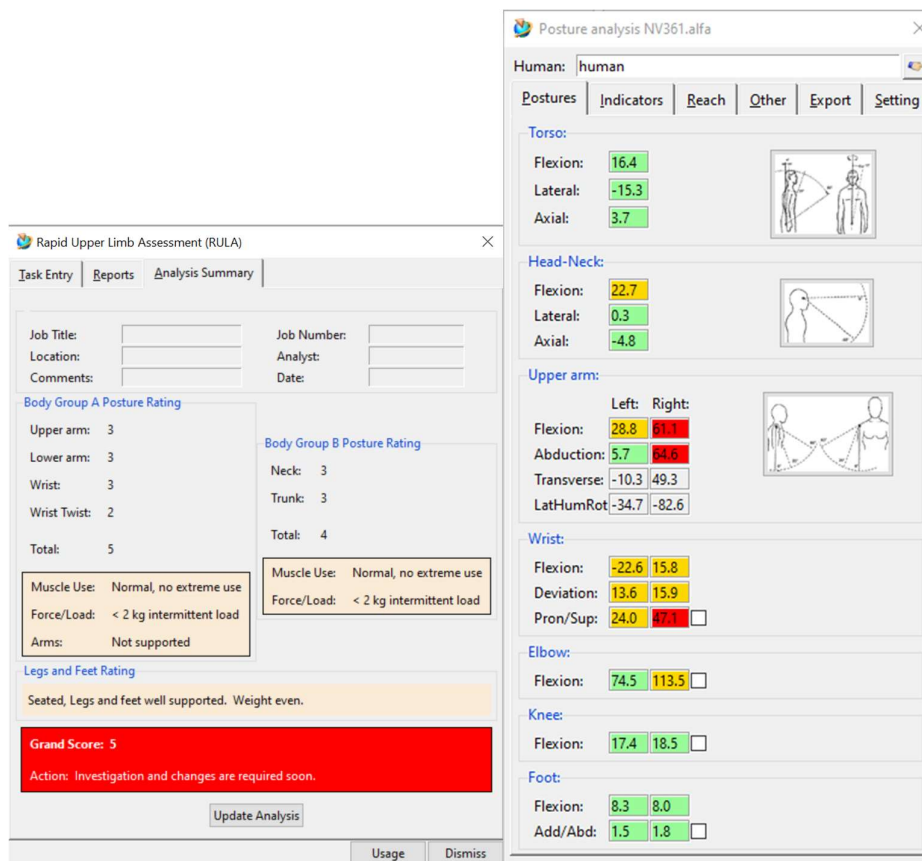 Rapid Upper Limb Assessment (RULA)
Task Entry Reports Analysis Summary
Job Title: Job Number:
Location: Analyst:
Comments: Date:
Body Group A Posture Rating
Upper arm: 3
Lower arm: 3
Wrist: 3
Wrist Twist: 2
Total: 5
Muscle Use: Normal, no extreme use
Force/Load: < 2 kg intermittent load
Arms: Not supported
Body Group B Posture Rating
Neck: 3
Trunk: 3
Total: 4
Muscle Use: Normal, no extreme use
Force/Load: < 2 kg intermittent load
Legs and Feet Rating
Seated, Legs and feet well supported. Weight even.
Grand Score: 5
Action: Investigation and changes are required soon.
Update Analysis
Usage Dismiss
Posture analysis NV361.alfa
Human: human
Postures Indicators Reach Other Export Setting
Torso:
Flexion: 16.4
Lateral: -15.3
Axial: 3.7
Head-Neck:
Flexion: 22.7
Lateral: 0.3
Axial: -4.8
Upper arm:
Left: Right:
Flexion: 28.8 61.1
Abduction: 5.7 64.6
Transverse: -10.3 49.3
LatHumRot -34.7 -82.6
Wrist:
Flexion: -22.6 15.8
Deviation: 13.6 15.9
Pron/Sup: 24.0 47.1
Elbow:
Flexion: 74.5 113.5
Knee:
Flexion: 17.4 18.5
Foot:
Flexion: 8.3 8.0
Add/Abd: 1.5 1.8